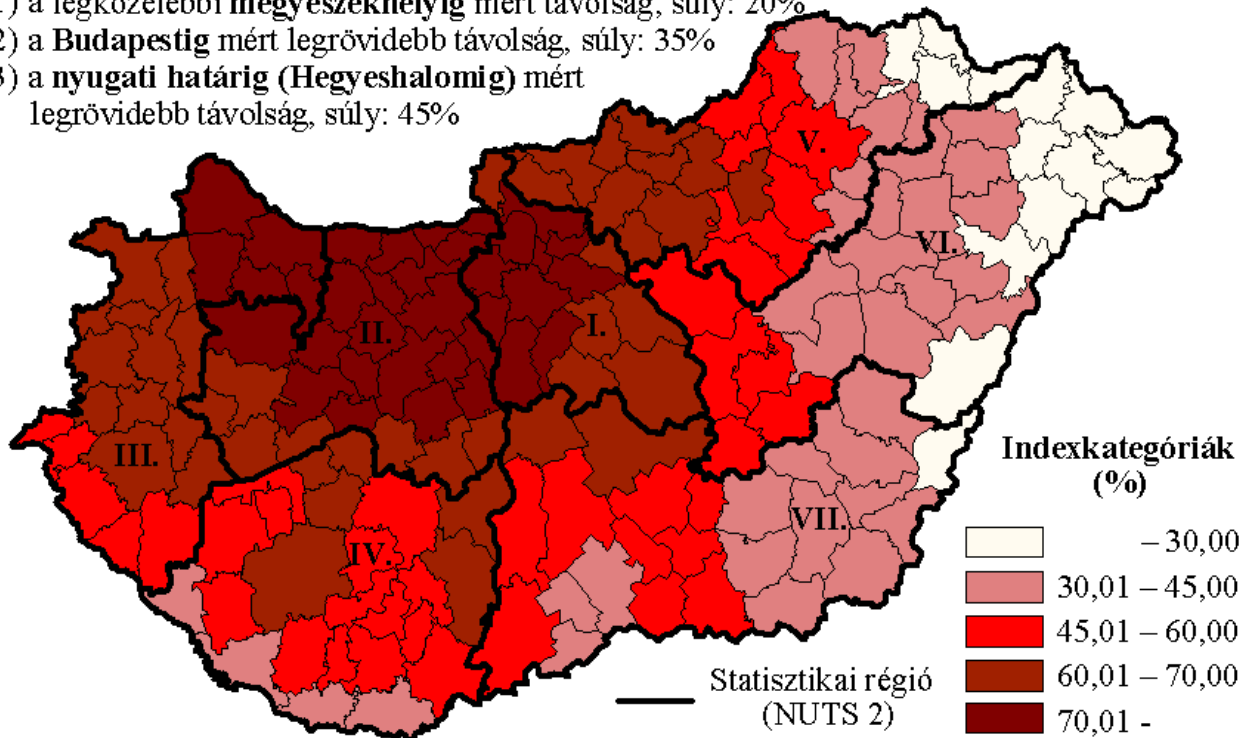 ) a legközelebbi megyeszékhelyig mért távolság, súly: 20%
2) a Budapestig mért legrövidebb távolság, súly: 35%
3) a nyugati határig (Hegyeshalomig) mért
legrövidebb távolság, súly: 45%
V.
VI.
II.
I.
III.
IV.
VII.
Indexkategóriák
(%)
– 30,00
30,01 – 45,00
45,01 – 60,00
60,01 – 70,00
70,01 -
Statisztikai régió
(NUTS 2)